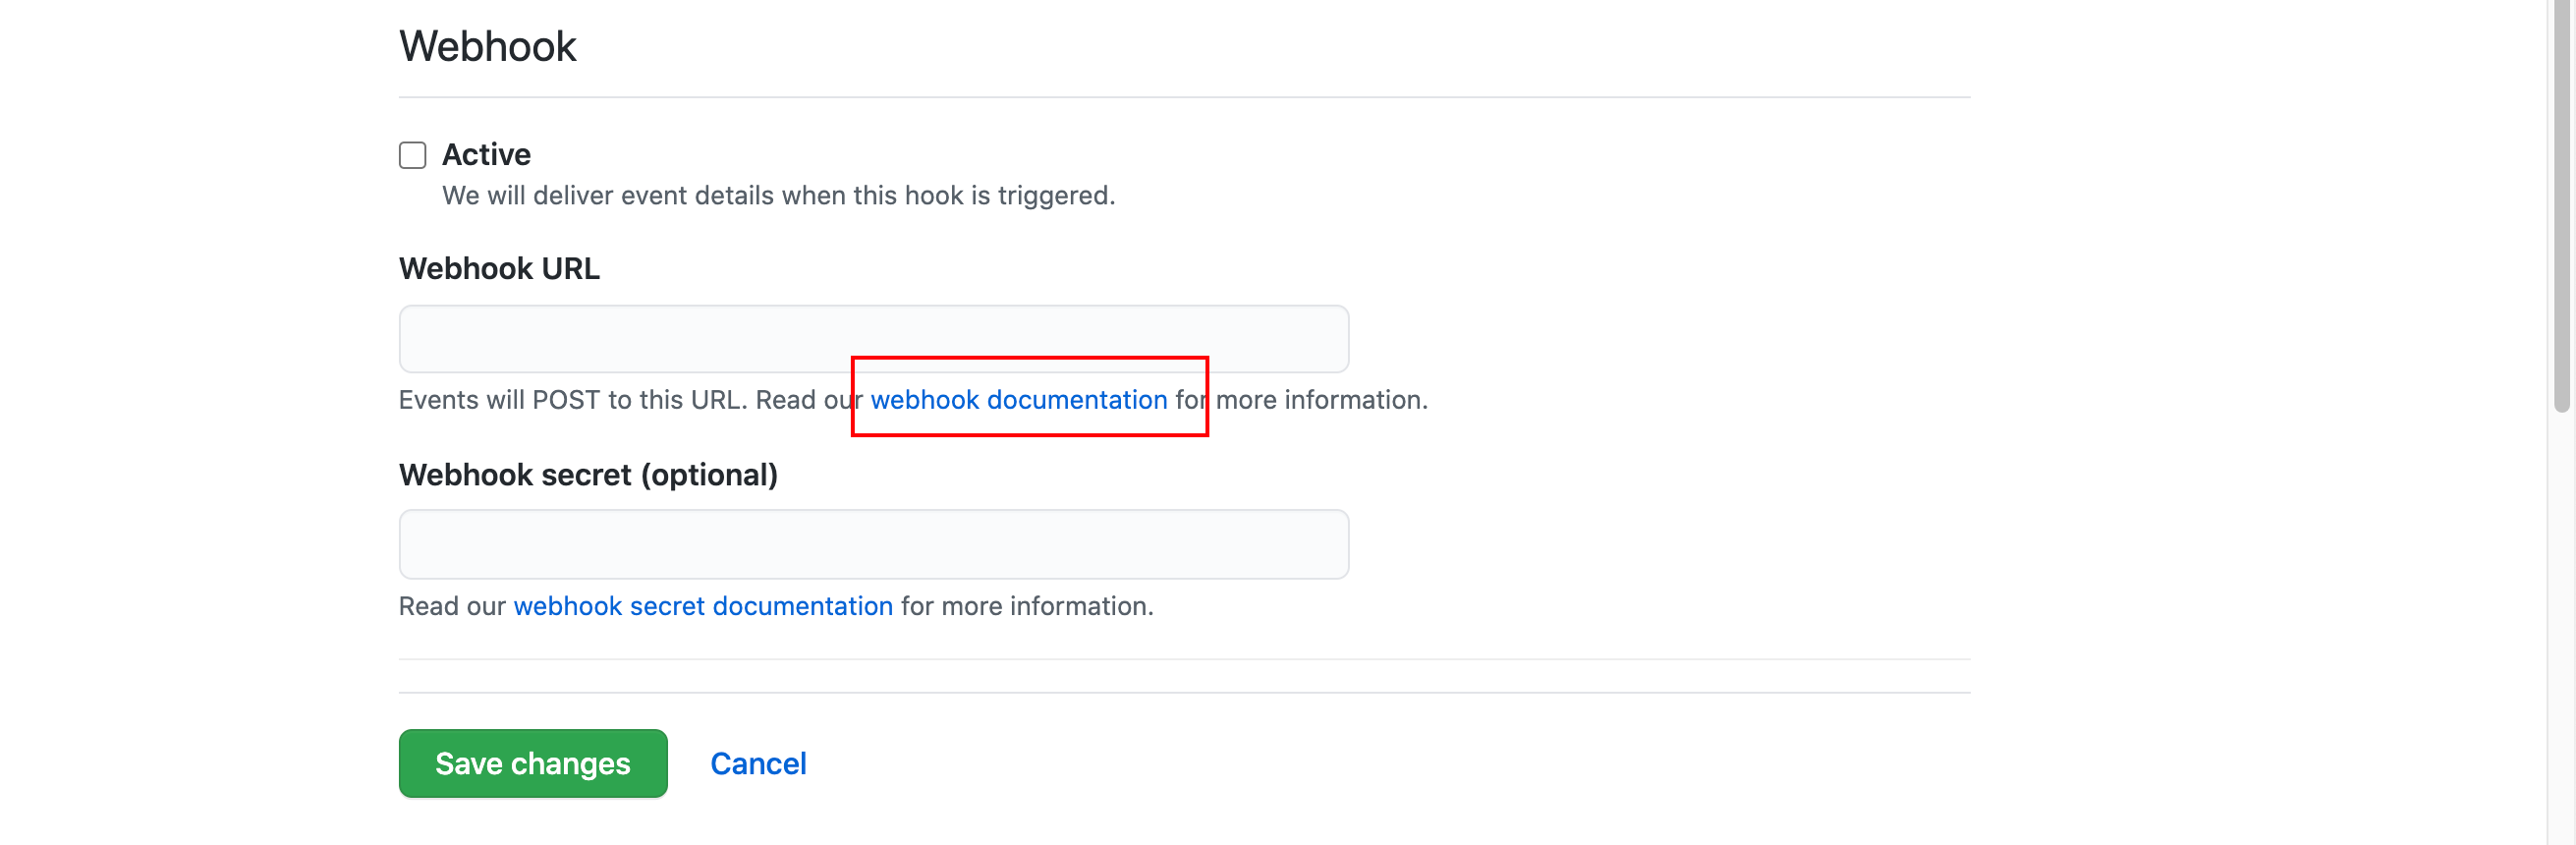 Webhook
Active
We will deliver event details when this hook is triggered.
Webhook URL
Events will POST to this URL. Read our webhook documentation for more information.
Webhook secret (optional)
Read our webhook secret documentation for more information.
Save changes Cancel